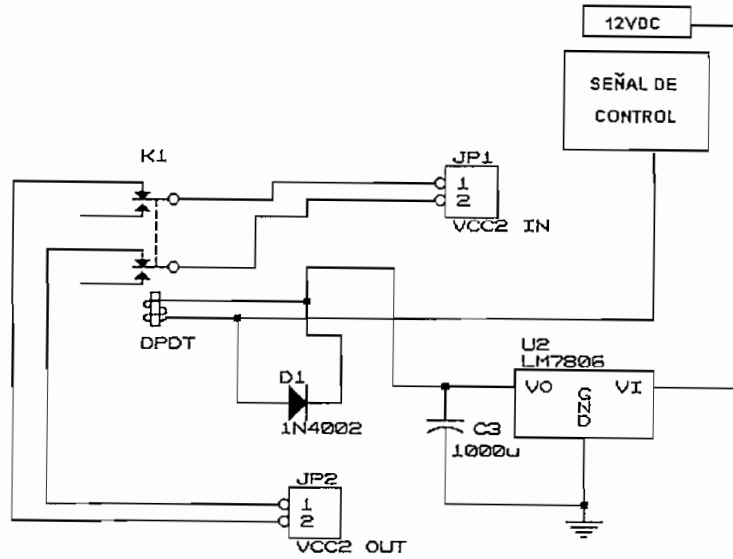 12VDC
SEÑAL DE
CONTROL
K1
JP1
1
2
VCC2 IN
DPDT
U2
LM7806
VO
GND
VI
D1
1N4002
C3
1000u
JP2
1
2
VCC2 OUT